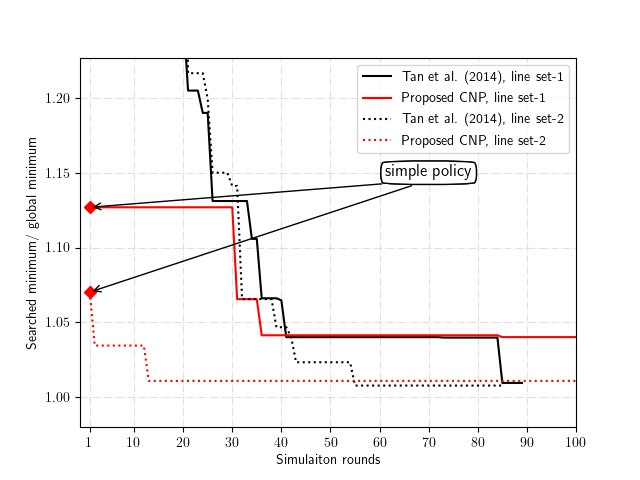 Tan et al. (2014), line set-1
Proposed CNP, line set-1
Tan et al. (2014), line set-2
Proposed CNP, line set-2
simple policy
1.20
1.15
1.10
1.05
1.00
Searched minimum/ global minimum
1 10 20 30 40 50 60 70 80 90 100
Simulaiton rounds